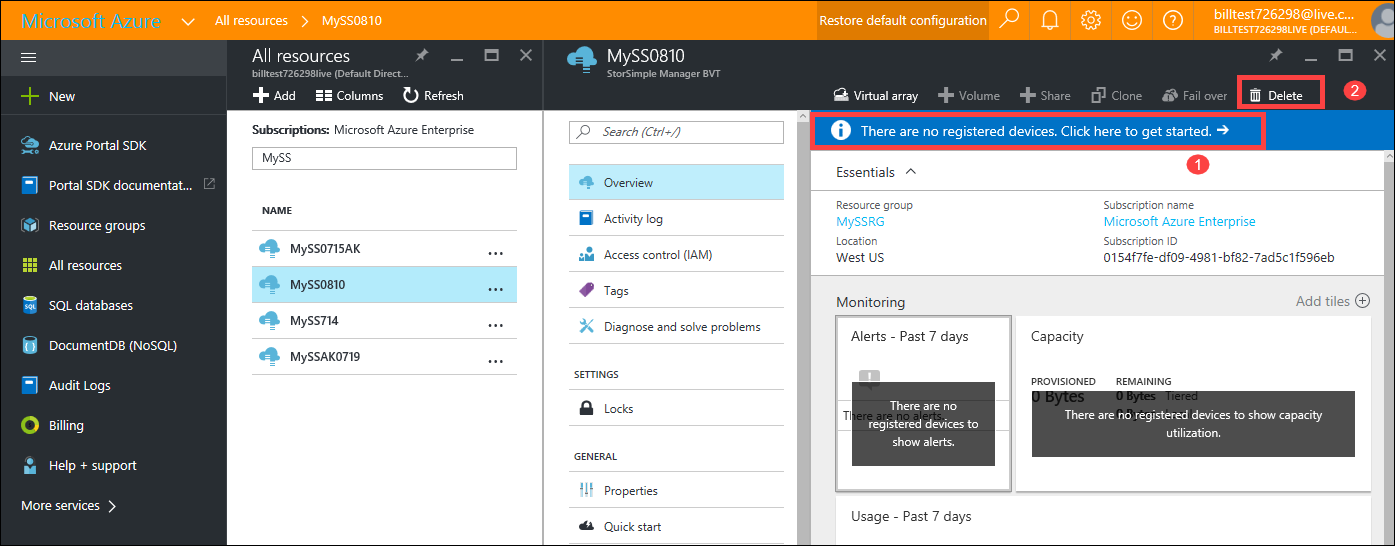 Microsoft Azure
All resources
MySS0810
Restore default configuration
billtest726298@live.c...
BILLTEST726298LIVE (DEFAUL...
New
Azure Portal SDK
Portal SDK documentat...
Resource groups
All resources
SQL databases
DocumentDB (NoSQL)
Audit Logs
Billing
Help + support
More services
All resources
billtest726298live (Default Direct...
Add
Columns
Refresh
Subscriptions: Microsoft Azure Enterprise
MySS
NAME
MySS0715AK
...
MySS0810
...
MySS714
...
MySSAK0719
...
MySS0810
StorSimple Manager BVT
Search (Ctrl+/)
Overview
Activity log
Access control (IAM)
Tags
Diagnose and solve problems
SETTINGS
Locks
GENERAL
Properties
Quick start
Virtual array
Volume
Share
Clone
Fail over
Delete
2
There are no registered devices. Click here to get started.
1
Essentials
Resource group
MySSRG
Location
West US
Subscription name
Microsoft Azure Enterprise
Subscription ID
0154f7fe-df09-4981-bf82-7ad5c1f596eb
Monitoring
Add tiles
Alerts - Past 7 days
There are no alerts.
There are no
registered devices to
show alerts.
Capacity
PROVISIONED
0 Bytes
REMAINING
0 Bytes Tiered
There are no registered devices to show capacity
utilization.
Usage - Past 7 days